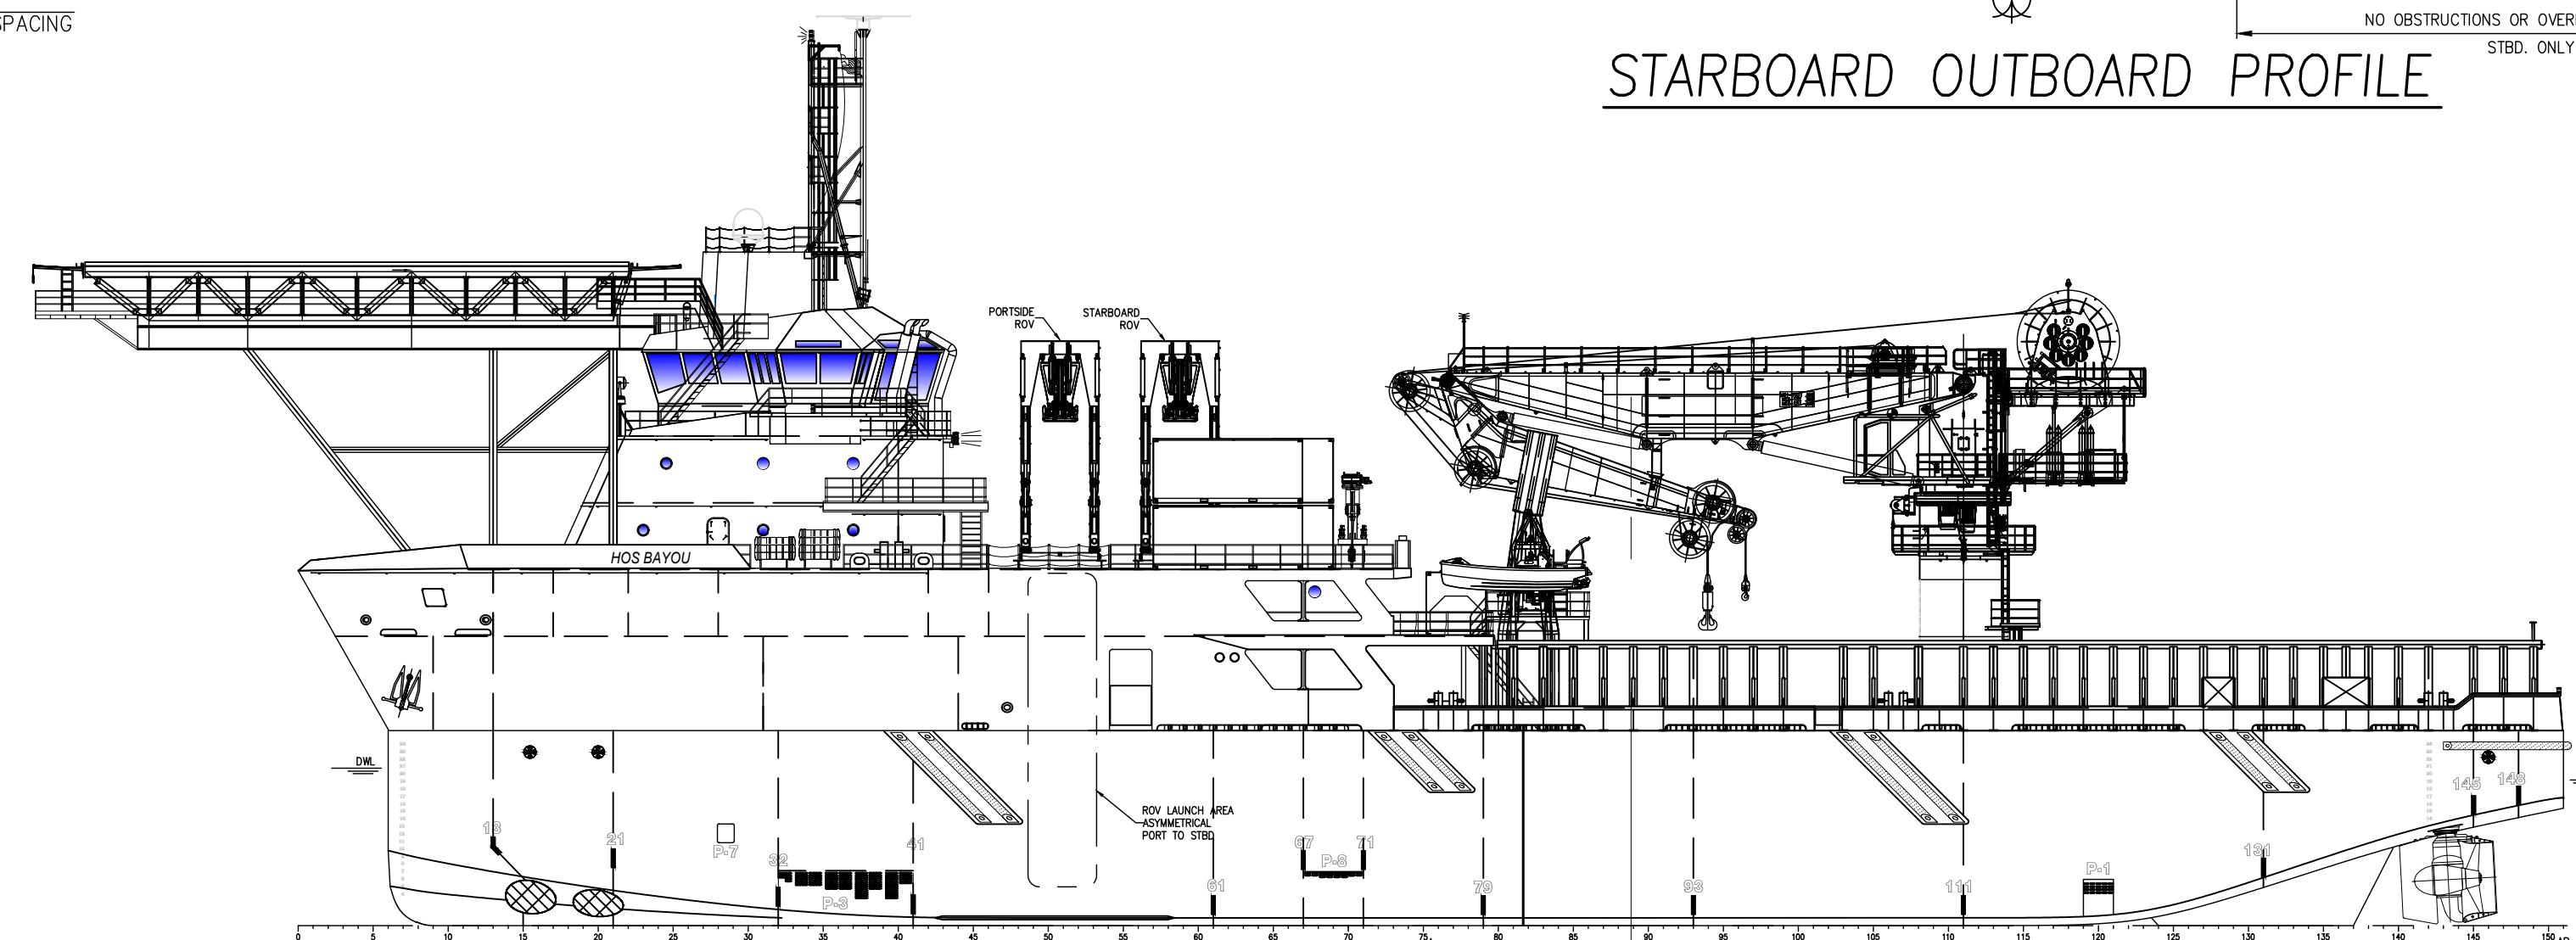 SPACING
NO OBSTRUCTIONS OR
STBD. ONLY
STARBOARD OUTBOARD PROFILE
PORTSIDE
ROV
STARBOARD
ROV
HOS BAYOU
DWL
ROV LAUNCH AREA
ASYMMETRICAL
PORT TO STBD
145 148
13 21 P-7 32 41 67 71 131
P-8 P-1
P-3 61 79 93 111
0 5 10 15 20 25 30 35 40 45 50 55 60 65 70 75 80 85 90 95 100 105 110 115 120 125 130 135 140 145 150